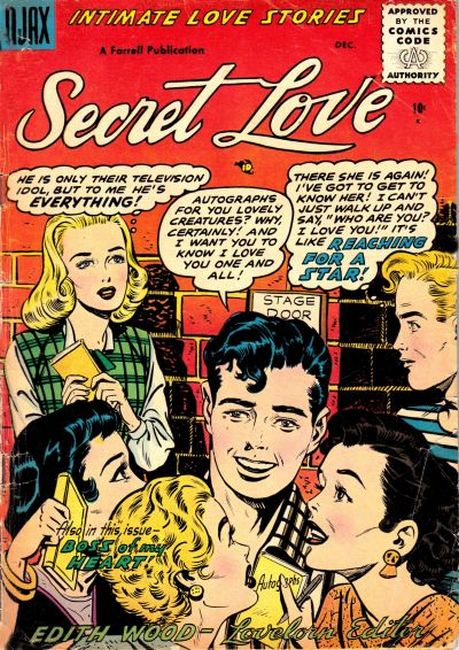 AJAX
INTIMATE LOVE STORIES
A Farrell Publication
DEC.
APPROVED
BY THE
COMICS
CODE
CA
AUTHORITY
Secret Love
10¢
HE IS ONLY THEIR TELEVISION
IDOL, BUT TO ME HE'S
EVERYTHING!
AUTOGRAPHS
FOR YOU LOVELY
CREATURES? WHY,
CERTAINLY! AND
I WANT YOU TO
KNOW I LOVE
YOU ONE AND
ALL!
THERE SHE IS AGAIN!
I'VE GOT TO GET TO
KNOW HER! I CAN'T
JUST WALK UP AND
SAY, "WHO ARE YOU?
I LOVE YOU!" IT'S
LIKE REACHING
FOR A
STAR!
STAGE
DOOR
Also in this issue-
BOSS of my
HEART!
Autographs
EDITH WOOD- Lovelorn Editor